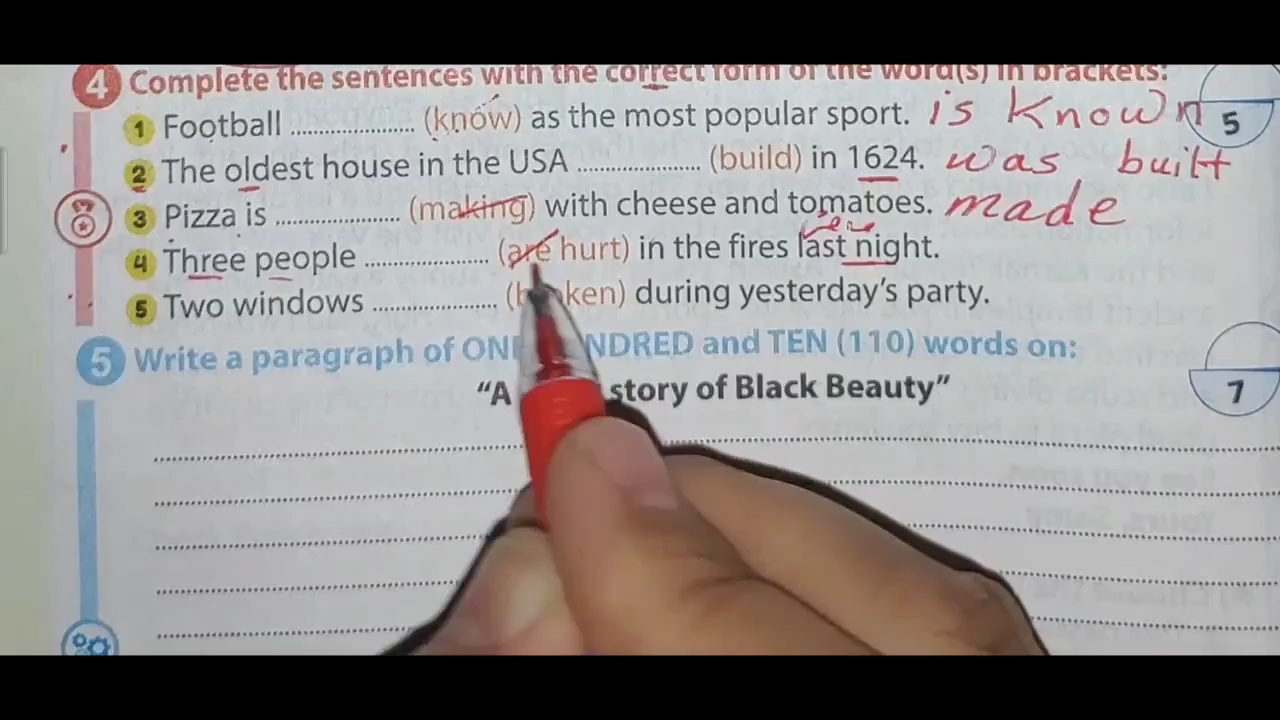 4 Complete the sentences with the correct form of the word(s) in brackets:
5
1 Football .................... (know) as the most popular sport. is known
2 The oldest house in the USA .................... (build) in 1624. was built
3 Pizza is .................... (making) with cheese and tomatoes. made
4 Three people .................... (are hurt) in the fires last night.
5 Two windows .................... during yesterday's party.
5 Write a paragraph of ONE and TEN (110) words on:
"A story of Black Beauty"
7